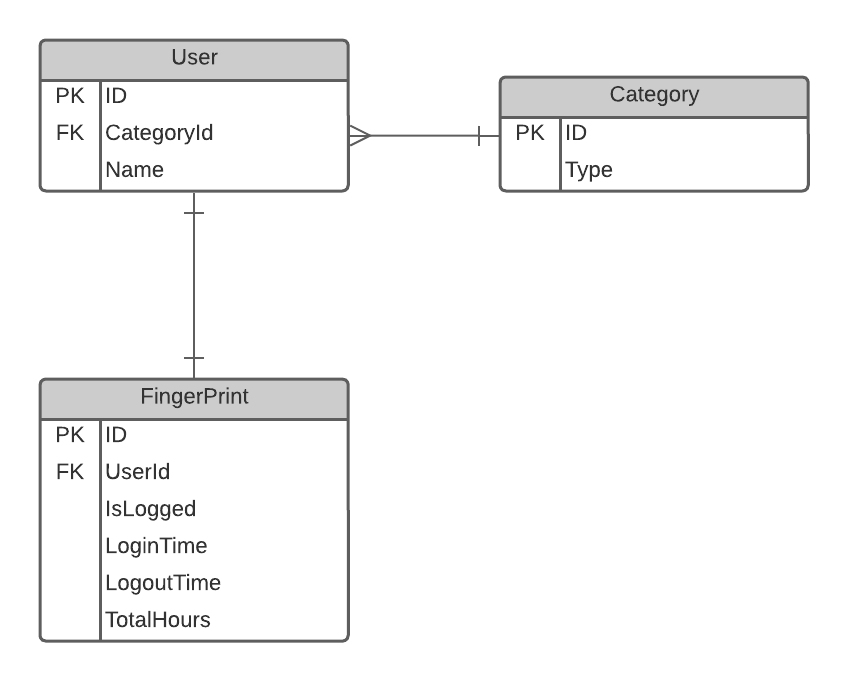 User
PK ID
FK CategoryId
Name
Category
PK ID
Type
FingerPrint
PK ID
FK UserId
IsLogged
LoginTime
LogoutTime
TotalHours